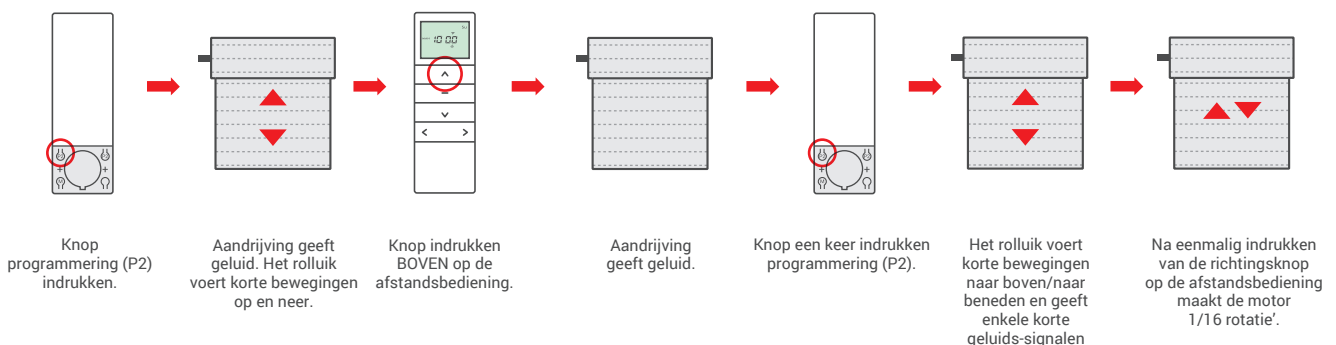 Knop
programmering (P2)
indrukken.
Aandrijving geeft
geluid. Het rolluik
voert korte bewegingen
op en neer.
Knop indrukken
BOVEN op de
afstandsbediening.
Aandrijving
geeft geluid.
Knop een keer indrukken
programmering (P2).
Het rolluik voert
korte bewegingen
naar boven/naar
beneden en geeft
enkele korte
geluids-signalen
Na eenmalig indrukken
van de richtingsknop
op de afstandsbediening
maakt de motor
1/16 rotatie’.